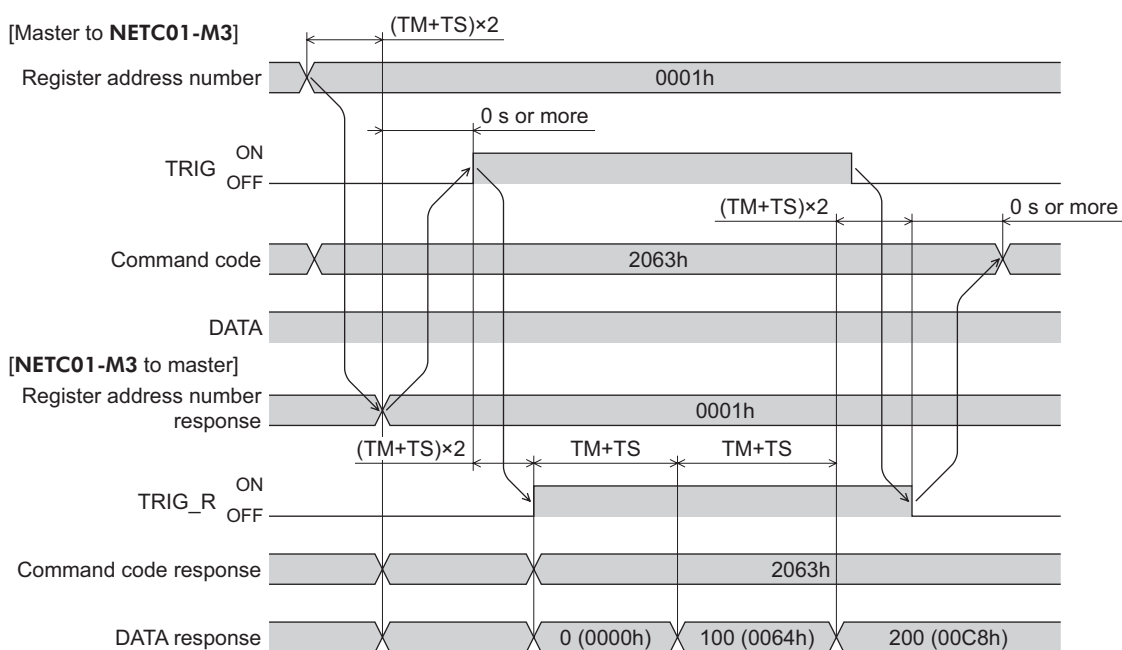 [Master to NETC01-M3]
(TM+TS)×2
Register address number
0001h
0 s or more
TRIG
ON
OFF
(TM+TS)×2
0 s or more
Command code
2063h
DATA
[NETC01-M3 to master]
Register address number
response
0001h
(TM+TS)×2
TM+TS
TM+TS
TRIG_R
ON
OFF
Command code response
2063h
DATA response
0 (0000h)
100 (0064h)
200 (00C8h)